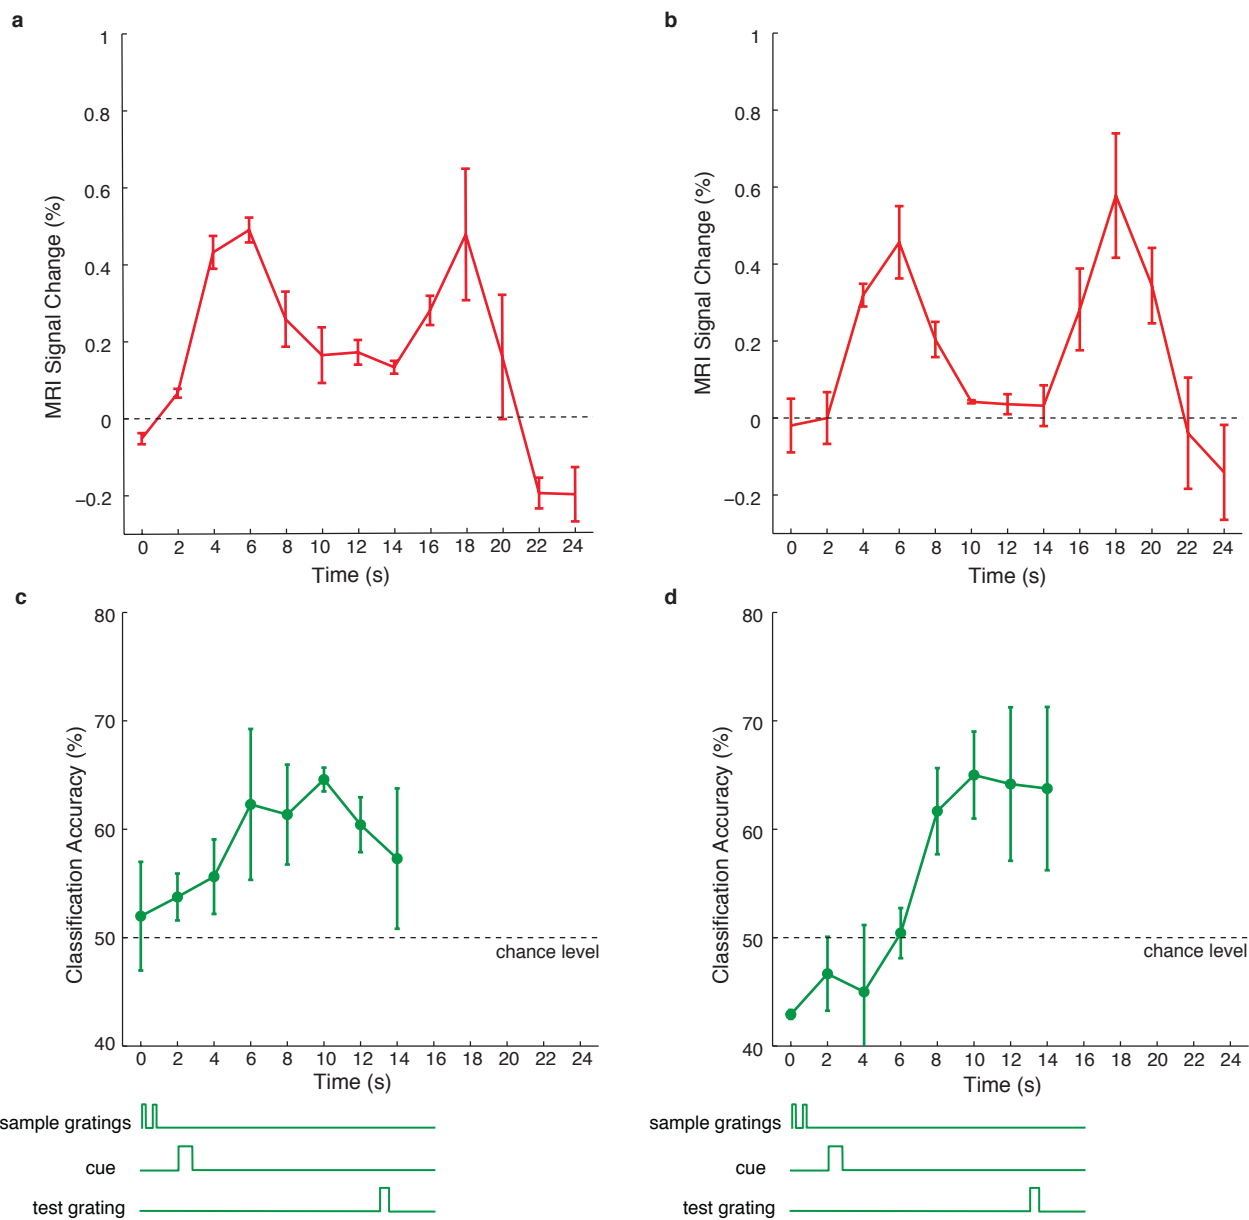 a
1
0.8
0.6
0.4
0.2
0
−0.2
MRI Signal Change (%)
0 2 4 6 8 10 12 14 16 18 20 22 24
Time (s)
b
1
0.8
0.6
0.4
0.2
0
−0.2
MRI Signal Change (%)
0 2 4 6 8 10 12 14 16 18 20 22 24
Time (s)
c
80
70
60
50
40
Classification Accuracy (%)
chance level
0 2 4 6 8 10 12 14 16 18 20 22 24
Time (s)
sample gratings
cue
test grating
d
80
70
60
50
40
Classification Accuracy (%)
chance level
0 2 4 6 8 10 12 14 16 18 20 22 24
Time (s)
sample gratings
cue
test grating